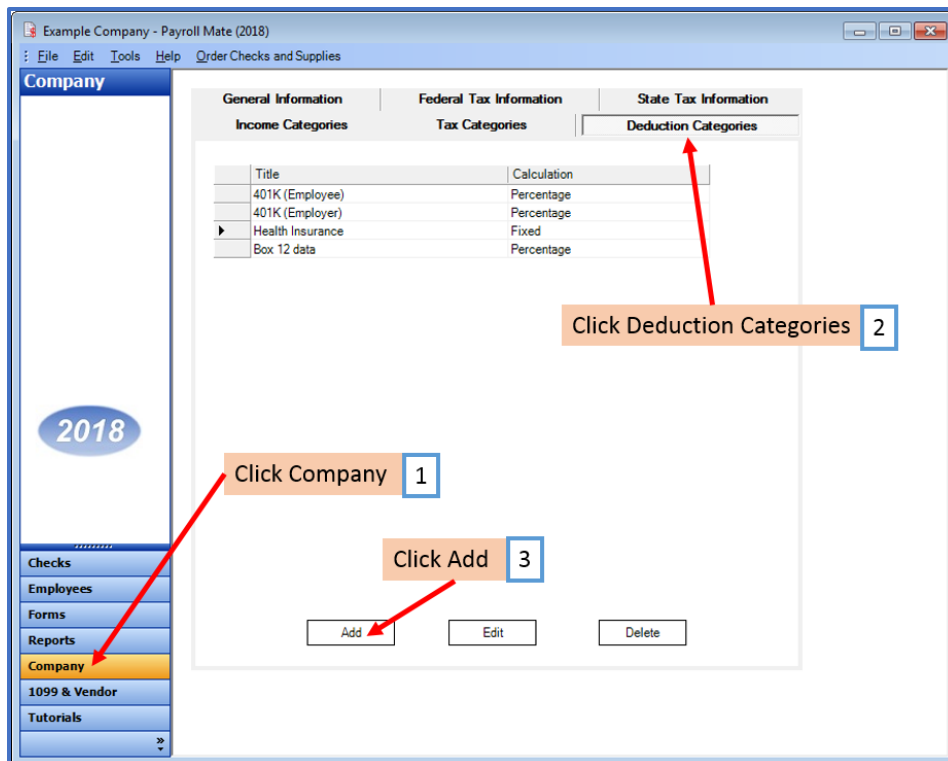 Example Company - Payroll Mate (2018)
File Edit Tools Help Order Checks and Supplies
Company
General Information Federal Tax Information State Tax Information
Income Categories Tax Categories Deduction Categories
Title Calculation
401K (Employee) Percentage
401K (Employer) Percentage
Health Insurance Fixed
Box 12 data Percentage
Click Deduction Categories 2
2018
Click Company 1
Click Add 3
Checks
Employees
Forms
Reports
Company
1099 & Vendor
Tutorials
Add Edit Delete